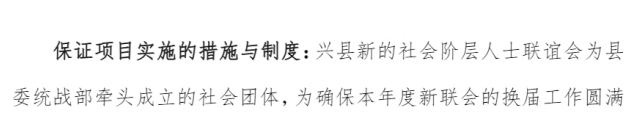 保证项目实施的措施与制度：兴县新的社会阶层人士联谊会为县
委统战部牵头成立的社会团体，为确保本年度新联会的换届工作圆满